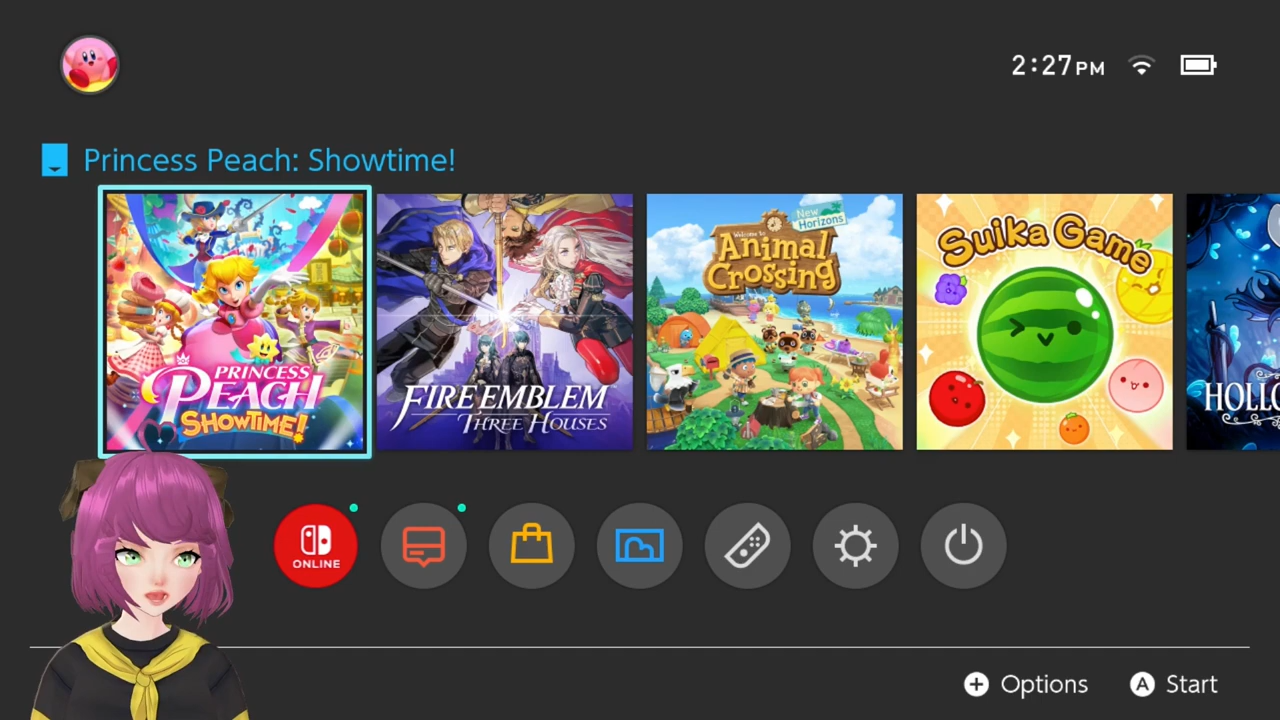 2:27PM
Princess Peach: Showtime!
PRINCESS
PEACH
SHOWTIME!
FIRE EMBLEM
THREE HOUSES
Welcome to
New
Horizons
Animal
Crossing
Suika Game
HOLLO
ONLINE
Options
A Start